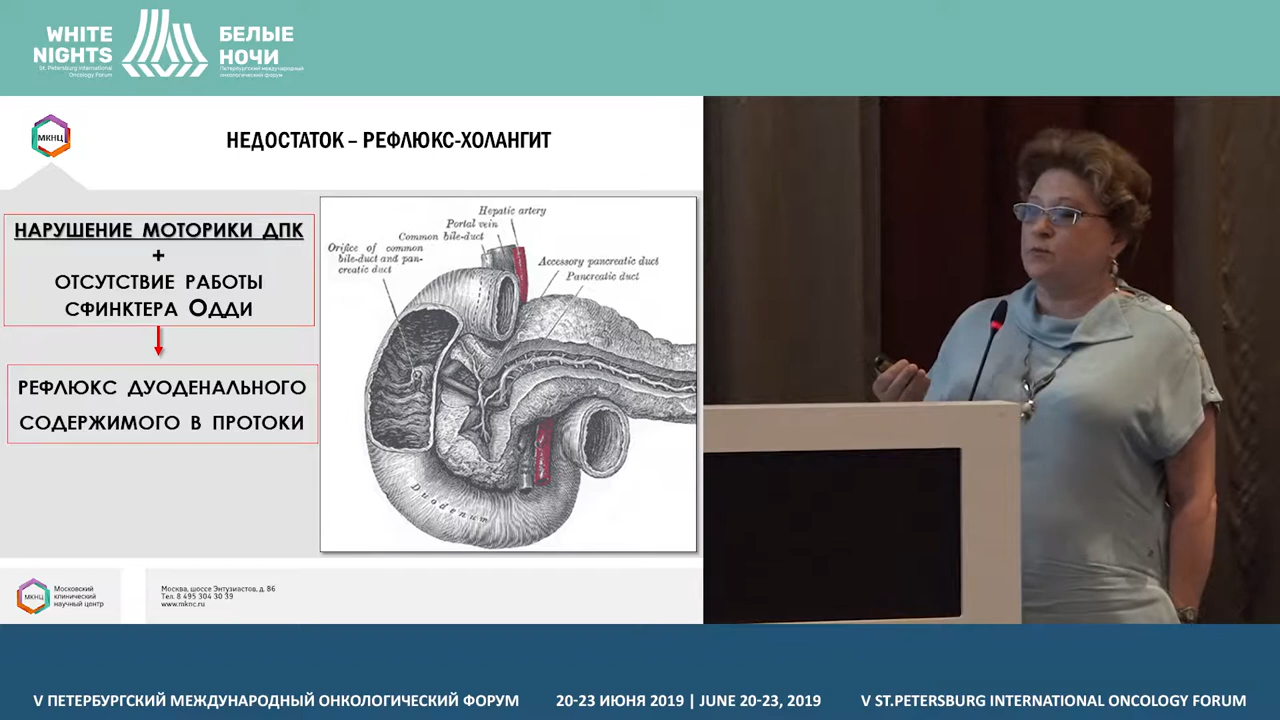 WHITE
NIGHTS
St. Petersburg International
Oncology Forum
БЕЛЫЕ
НОЧИ
Петербургский международный
онкологический форум
МКНЦ
НЕДОСТАТОК – РЕФЛЮКС-ХОЛАНГИТ
НАРУШЕНИЕ МОТОРИКИ ДПК
+
ОТСУТСТВИЕ РАБОТЫ
СФИНКТЕРА ОДДИ
РЕФЛЮКС ДУОДЕНАЛЬНОГО
СОДЕРЖИМОГО В ПРОТОКИ
Hepatic artery
Portal vein
Common bile-duct
Orifice of common
bile-duct and pan-
creatic duct
Accessory pancreatic duct
Pancreatic duct
Duodenum
МКНЦ
Московский
клинический
научный центр
Москва, шоссе Энтузиастов, д. 86
Тел. 8 495 304 30 39
www.mknc.ru
V ПЕТЕРБУРГСКИЙ МЕЖДУНАРОДНЫЙ ОНКОЛОГИЧЕСКИЙ ФОРУМ
20-23 ИЮНЯ 2019 | JUNE 20-23, 2019
V ST.PETERSBURG INTERNATIONAL ONCOLOGY FORUM